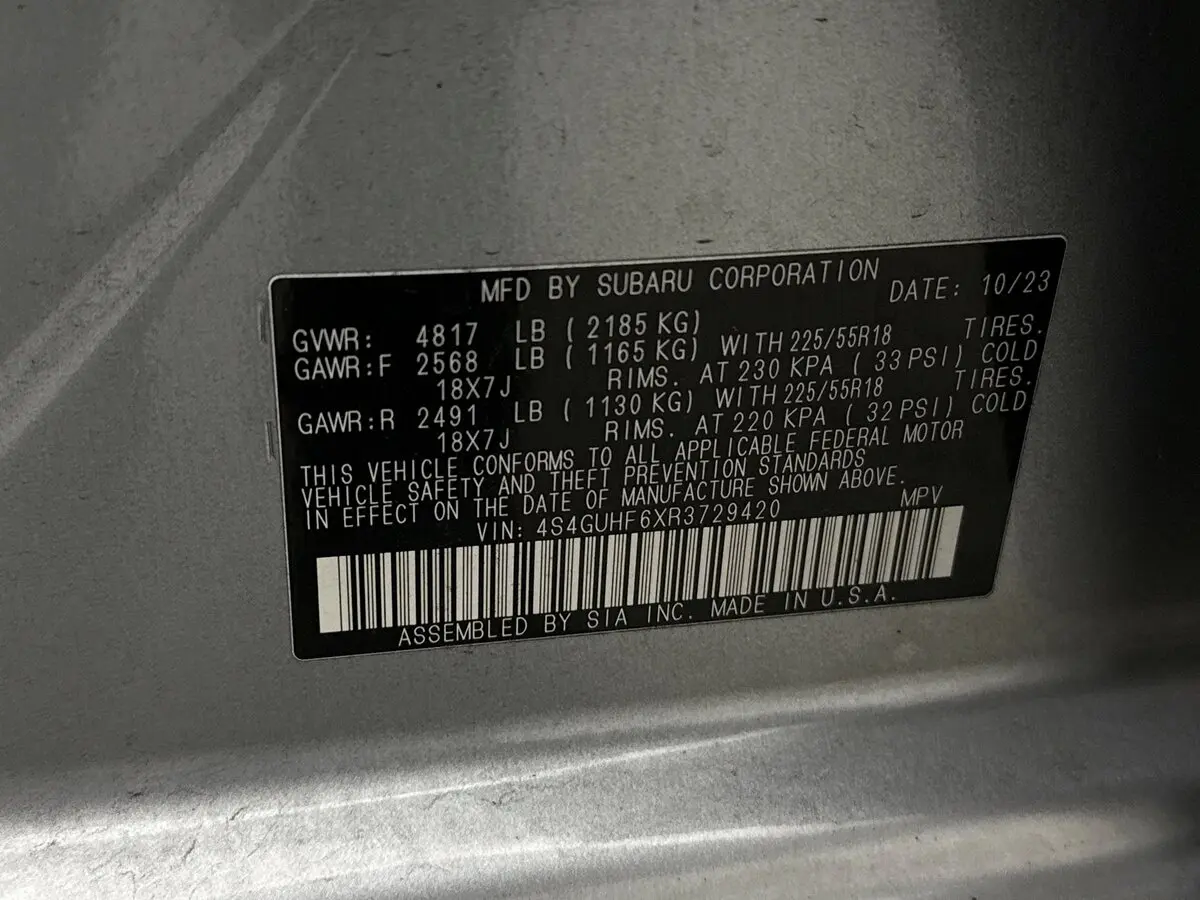 MFD BY SUBARU CORPORATION DATE: 10/23
GVWR: 4817 LB ( 2185 KG)
GAWR:F 2568 LB ( 1165 KG) WITH 225/55R18 TIRES.
18X7J RIMS. AT 230 KPA ( 33 PSI) COLD
GAWR:R 2491 LB ( 1130 KG) WITH 225/55R18 TIRES.
18X7J RIMS. AT 220 KPA ( 32 PSI) COLD
THIS VEHICLE CONFORMS TO ALL APPLICABLE FEDERAL MOTOR
VEHICLE SAFETY AND THEFT PREVENTION STANDARDS
IN EFFECT ON THE DATE OF MANUFACTURE SHOWN ABOVE.
VIN: 4S4GUHF6XR3729420 MPV
ASSEMBLED BY SIA INC. MADE IN U.S.A.